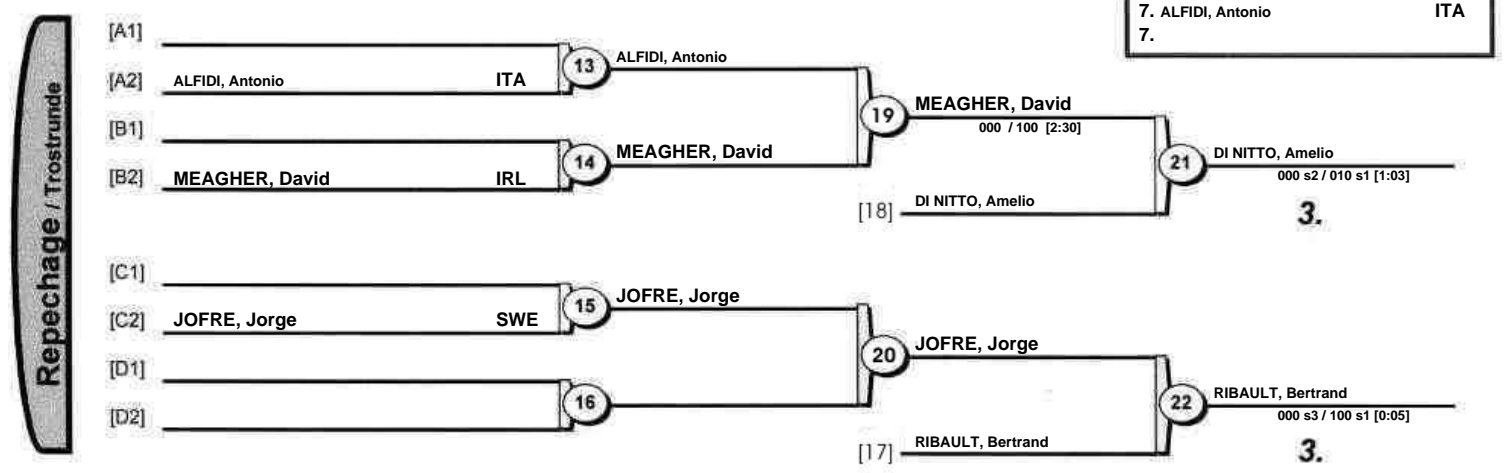 7. ALFIDI, Antonio ITA
7.
Repechage / Trostrunde
[A1]
[A2] ALFIDI, Antonio ITA
13 ALFIDI, Antonio
[B1]
[B2] MEAGHER, David IRL
14 MEAGHER, David
19 MEAGHER, David
000 / 100 [2:30]
[18] DI NITTO, Amelio
21 DI NITTO, Amelio
000 s2 / 010 s1 [1:03]
3.
[C1]
[C2] JOFRE, Jorge SWE
15 JOFRE, Jorge
[D1]
[D2]
16
20 JOFRE, Jorge
[17] RIBAULT, Bertrand
22 RIBAULT, Bertrand
000 s3 / 100 s1 [0:05]
3.